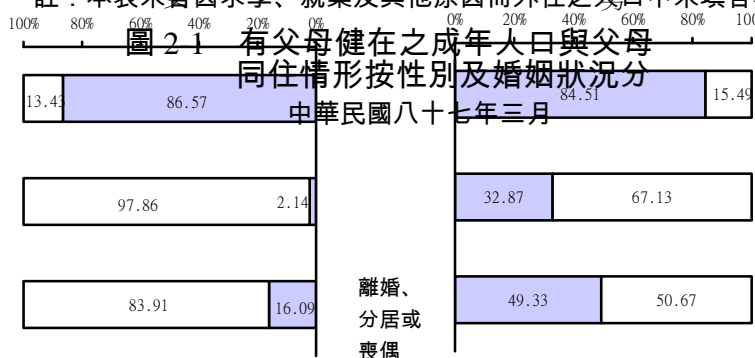 100% 80% 60% 40% 20% 0%
0% 20% 40% 60% 80% 100
圖 2-1 有父母健在之成年人口與父母
同住情形按性別及婚姻狀況分
中華民國八十七年三月
13.43 86.57
84.51 15.49
97.86 2.14
32.87 67.13
83.91 16.09
離婚、
分居或
喪偶
49.33 50.67